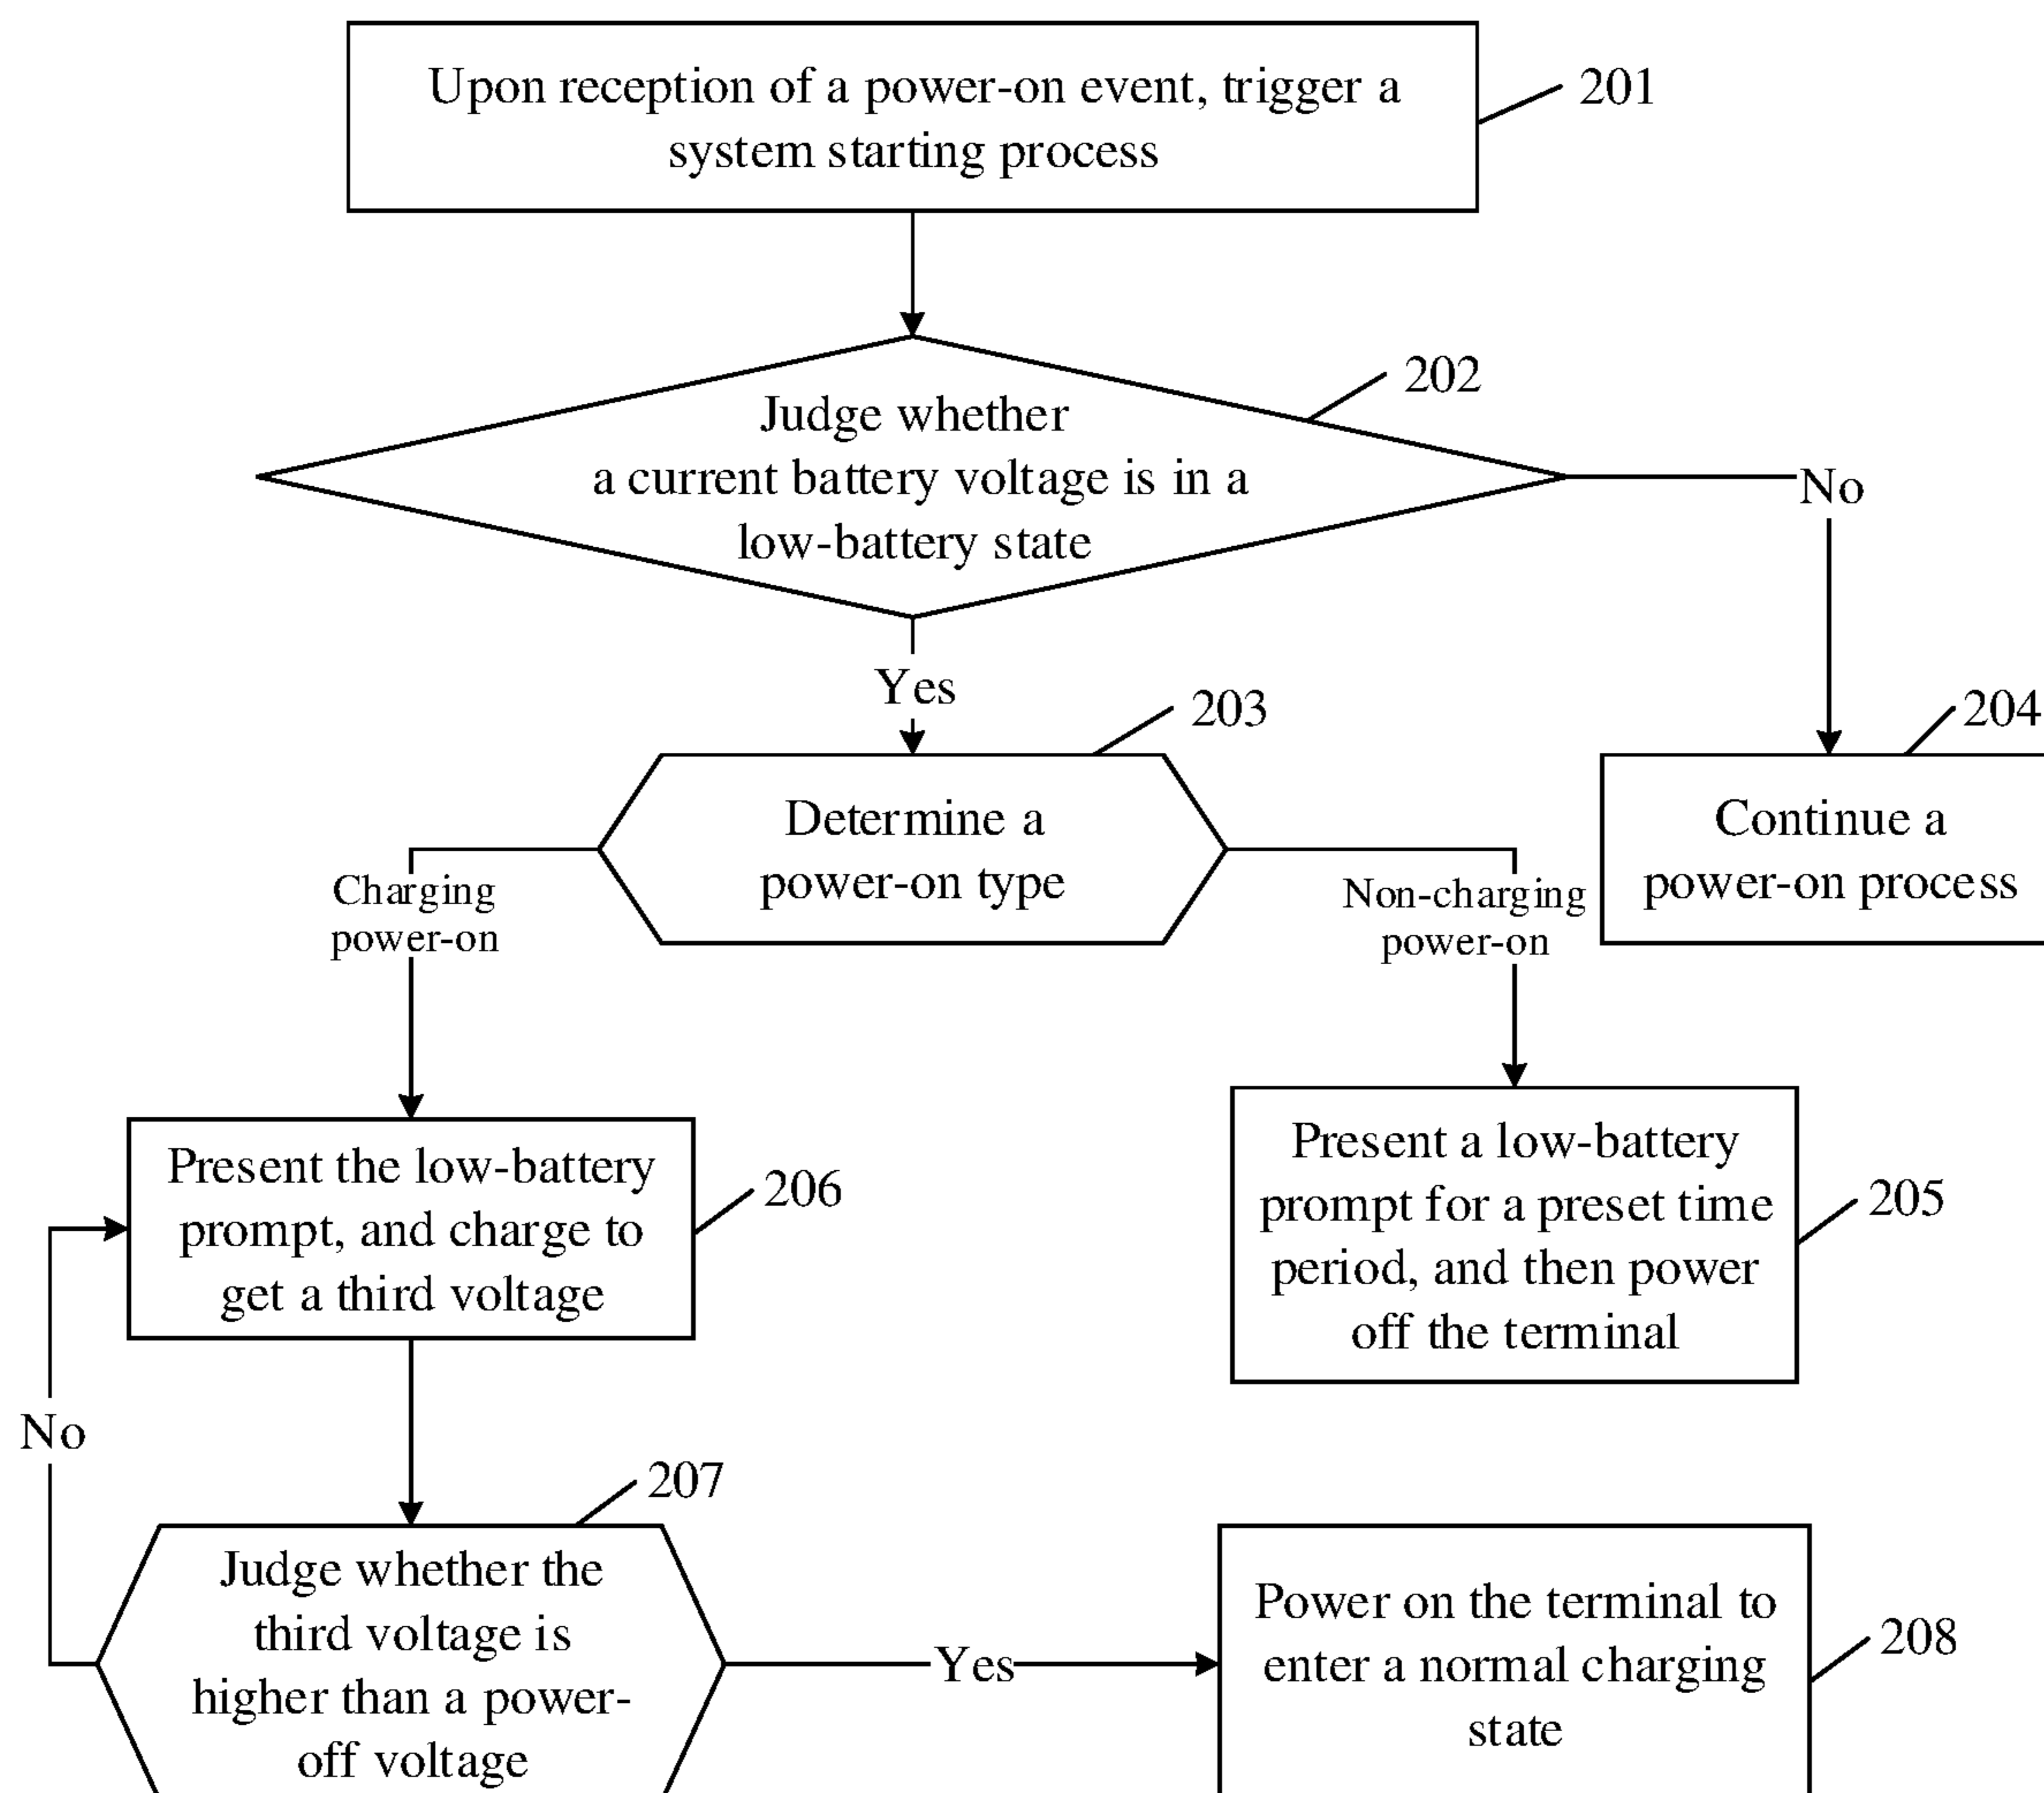 Upon reception of a power-on event, trigger a
system starting process
201
202
Judge whether
a current battery voltage is in a
low-battery state
No
Yes
203
204
Determine a
power-on type
Continue a
power-on process
Charging
power-on
Non-charging
power-on
Present the low-battery
prompt, and charge to
get a third voltage
206
Present a low-battery
prompt for a preset time
period, and then power
off the terminal
205
No
207
Judge whether the
third voltage is
higher than a power-
off voltage
Yes
Power on the terminal to
enter a normal charging
state
208